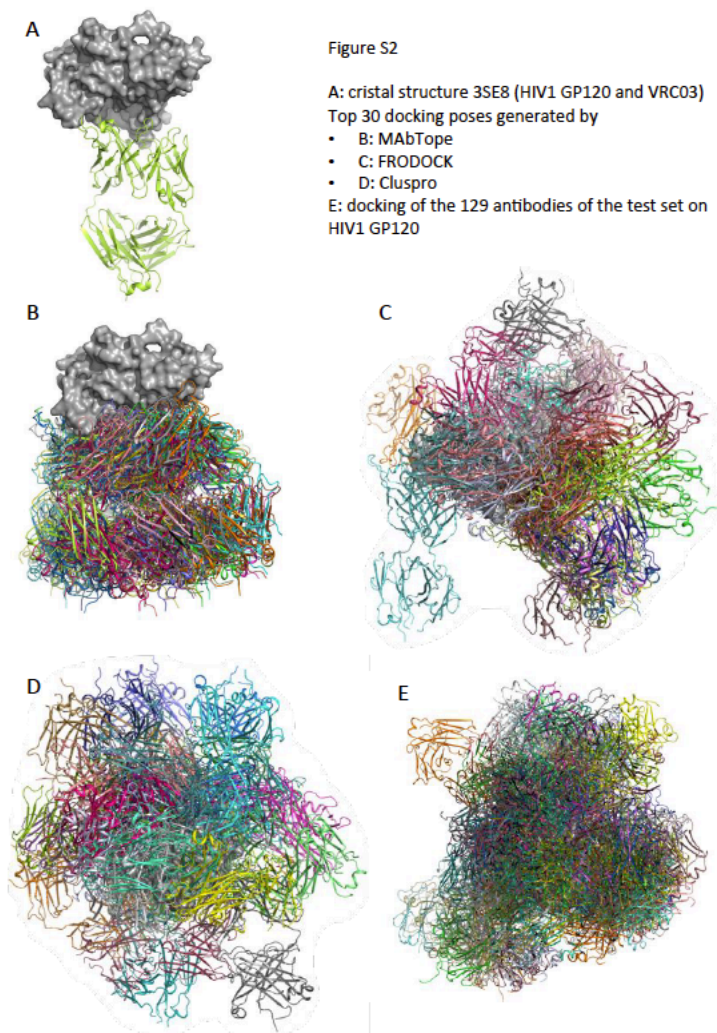 A
Figure S2
A: cristal structure 3SE8 (HIV1 GP120 and VRC03)
Top 30 docking poses generated by
• B: MAbTope
• C: FRODOCK
• D: Cluspro
E: docking of the 129 antibodies of the test set on
HIV1 GP120
B
C
D
E